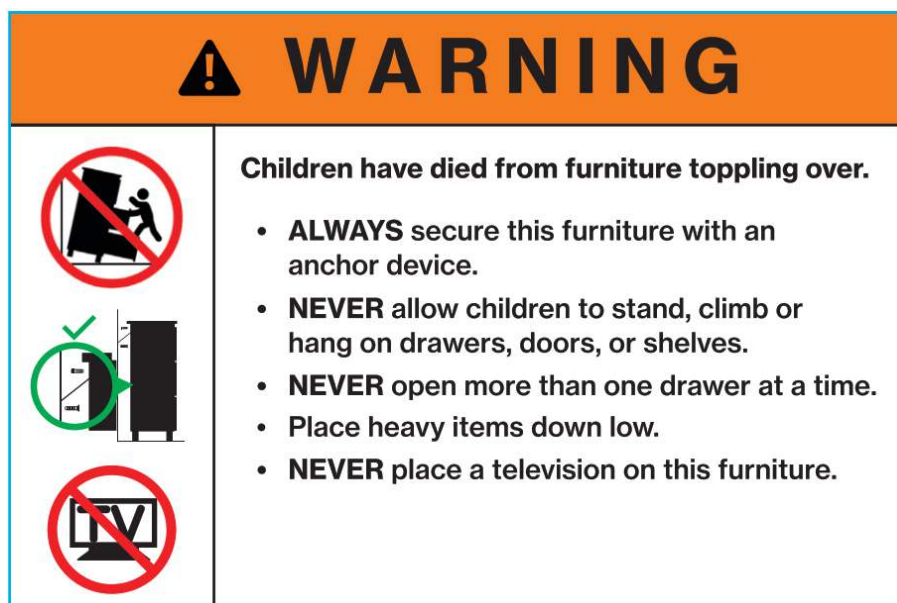 WARNING
Children have died from furniture toppling over.
• ALWAYS secure this furniture with an
anchor device.
• NEVER allow children to stand, climb or
hang on drawers, doors, or shelves.
• NEVER open more than one drawer at a time.
• Place heavy items down low.
• NEVER place a television on this furniture.
TV